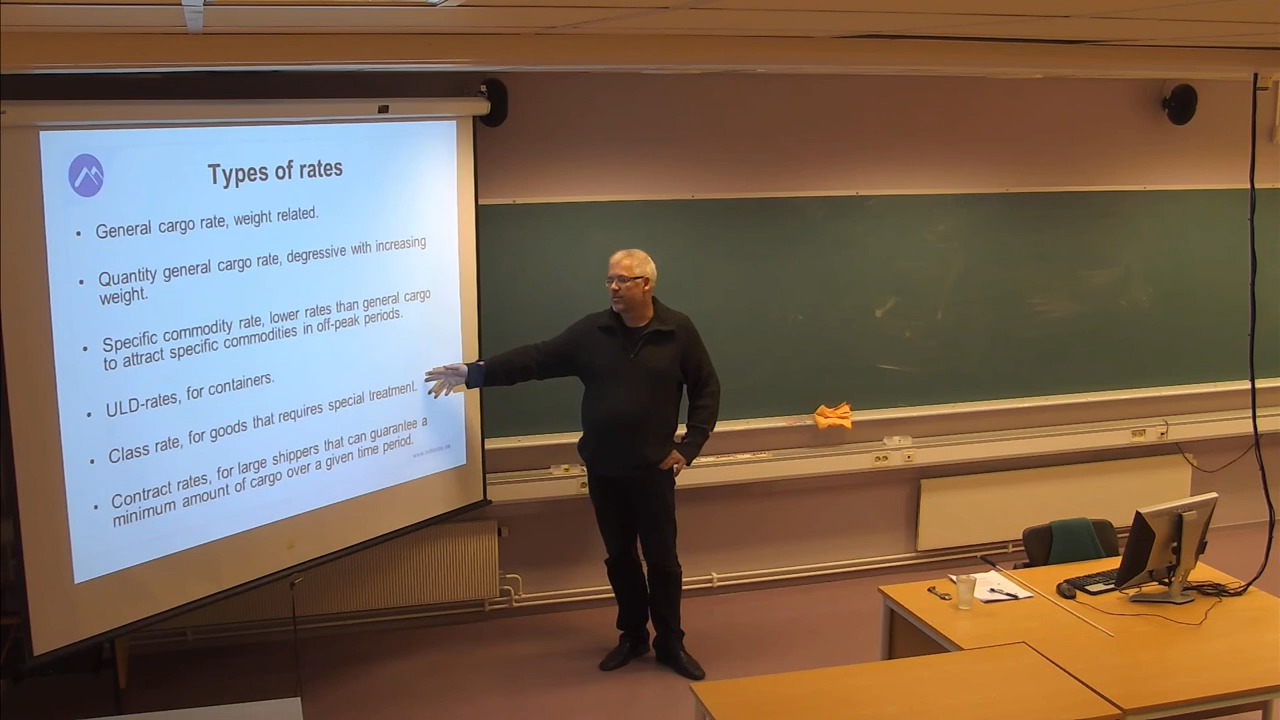 Types of rates
• General cargo rate, weight related.
• Quantity general cargo rate, degressive with increasing
weight.
• Specific commodity rate, lower rates than general cargo
to attract specific commodities in off-peak periods.
• ULD-rates, for containers.
• Class rate, for goods that requires special treatment.
• Contract rates, for large shippers that can guarantee a
minimum amount of cargo over a given time period.